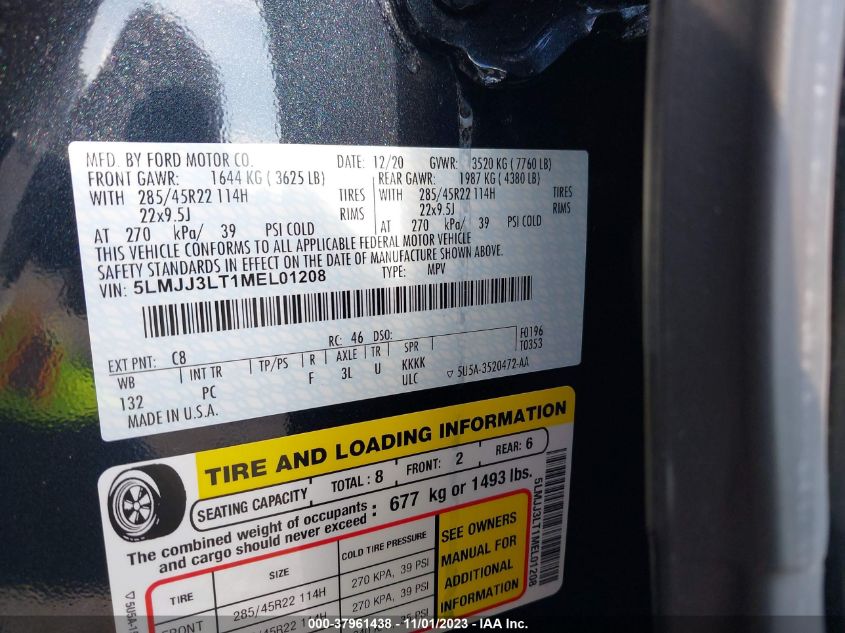 MFD. BY FORD MOTOR CO. DATE: 12/20 GVWR: 3520 KG ( 7760 LB)
FRONT GAWR: 1644 KG ( 3625 LB) REAR GAWR: 1987 KG ( 4380 LB)
WITH 285/45R22 114H TIRES WITH 285/45R22 114H TIRES
22x9.5J RIMS 22x9.5J RIMS
AT 270 kPa/ 39 PSI COLD AT 270 kPa/ 39 PSI COLD
THIS VEHICLE CONFORMS TO ALL APPLICABLE FEDERAL MOTOR VEHICLE
SAFETY STANDARDS IN EFFECT ON THE DATE OF MANUFACTURE SHOWN ABOVE.
VIN: 5LMJJ3LT1MEL01208 TYPE: MPV
EXT PNT: C8 RC: 46 DSO: F0196
T0353
WB INT TR TP/PS R AXLE TR SPR
132 PC F 3L U KKKK
ULC
5U5A-3520472-AA
MADE IN U.S.A.
TIRE AND LOADING INFORMATION
SEATING CAPACITY TOTAL : 8 FRONT: 2 REAR: 6
The combined weight of occupants and cargo should never exceed : 677 kg or 1493 lbs.
TIRE SIZE COLD TIRE PRESSURE
FRONT 285/45R22 114H 270 KPA, 39 PSI
285/45R22 114H 270 KPA, 39 PSI
SEE OWNERS
MANUAL FOR
ADDITIONAL
INFORMATION
5LMJJ3LT1MEL01208
000-37961438 - 11/01/2023 - IAA Inc.